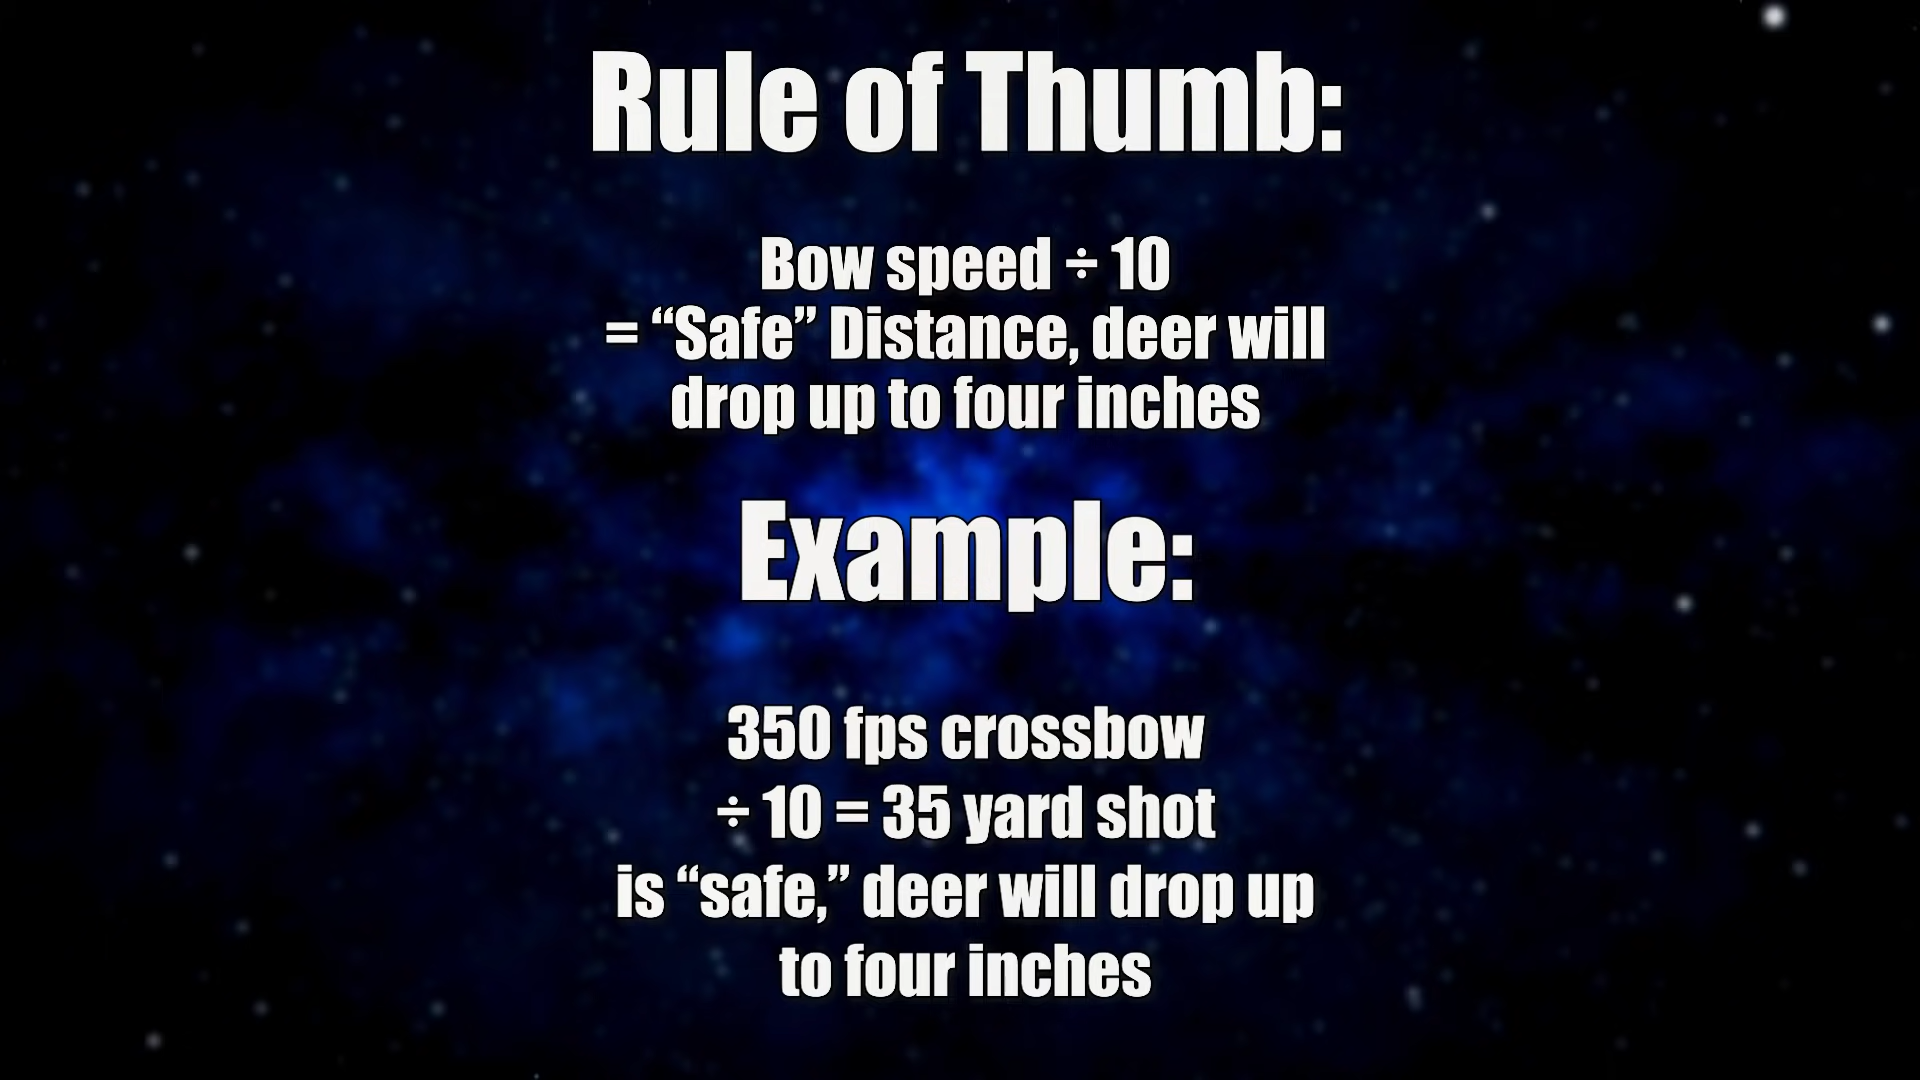 Rule of Thumb:
Bow speed ÷ 10
= “Safe” Distance, deer will
drop up to four inches
Example:
350 fps crossbow
÷ 10 = 35 yard shot
is “safe,” deer will drop up
to four inches